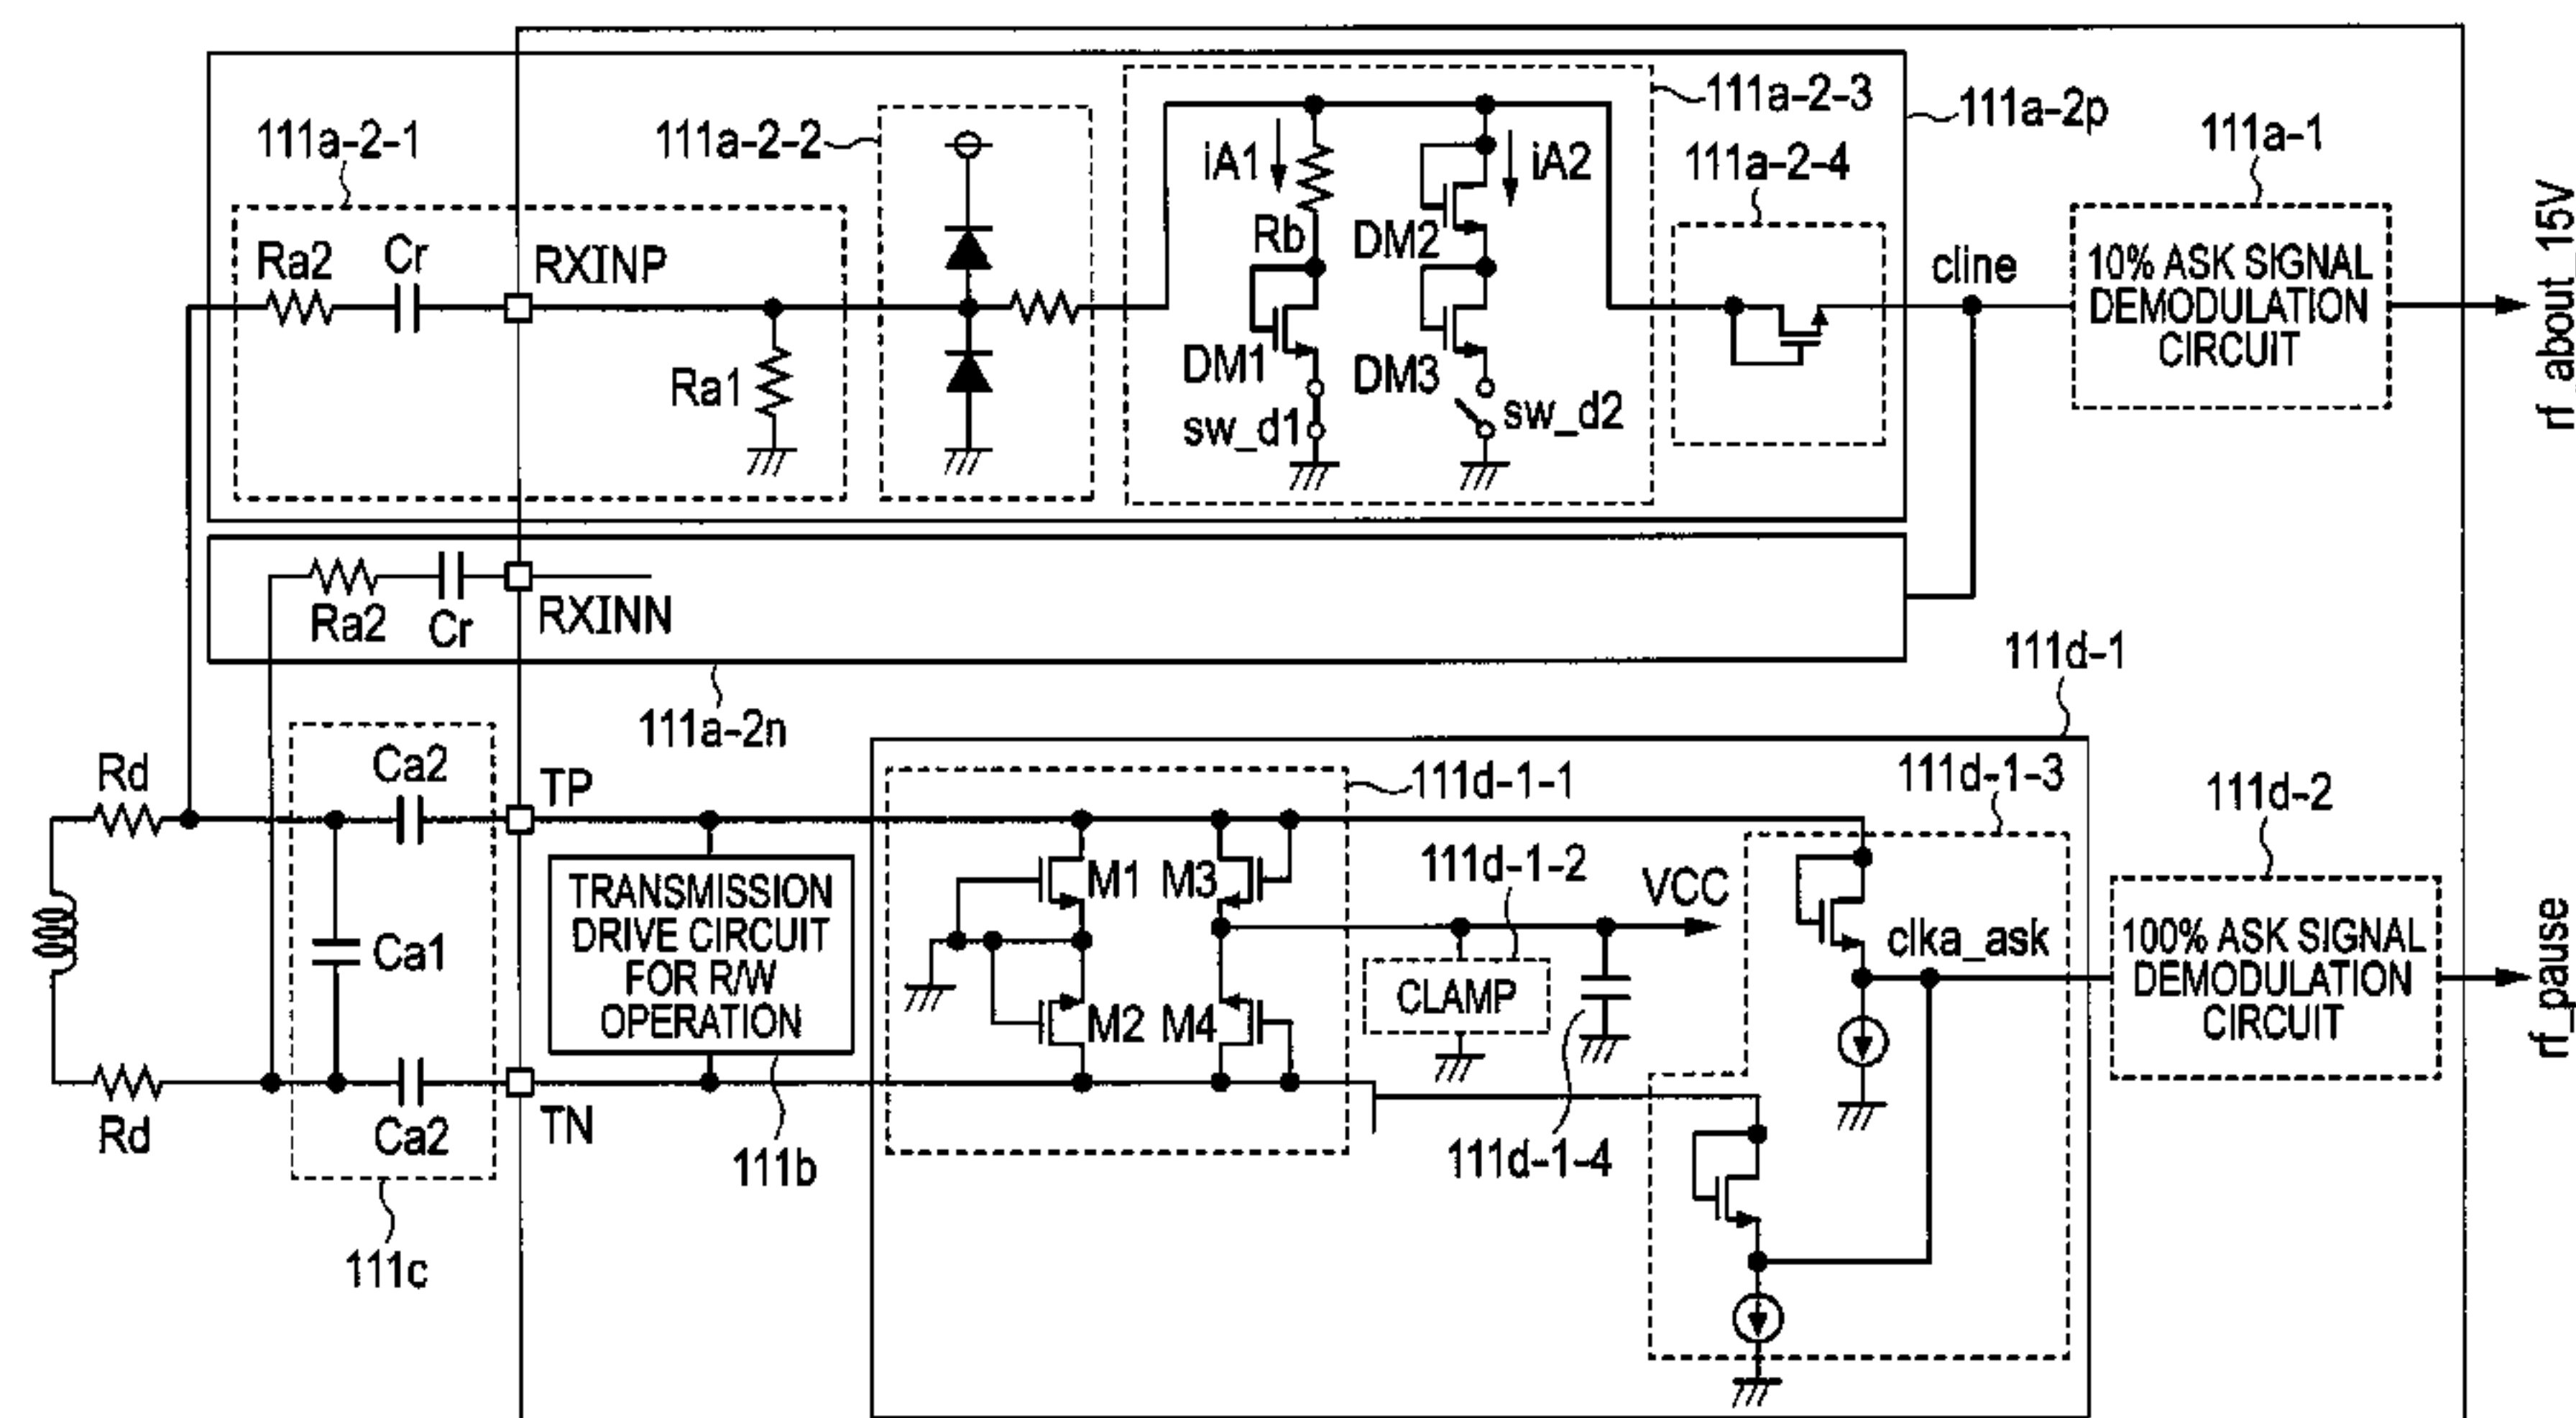 111a-2-1
111a-2-2
111a-2-3
111a-2p
111a-1
iA1
iA2
111a-2-4
Ra2
Cr
RXINP
Rb
DM2
cline
10% ASK SIGNAL
DEMODULATION
CIRCUIT
rf_about_15V
Ra1
DM1
DM3
sw_d1
sw_d2
Ra2
Cr
RXINN
111a-2n
111d-1
Rd
Ca2
TP
111d-1-1
111d-1-3
111d-2
TRANSMISSION
DRIVE CIRCUIT
FOR R/W
OPERATION
M1
M3
111d-1-2
VCC
clka_ask
100% ASK SIGNAL
DEMODULATION
CIRCUIT
rf_pause
Ca1
CLAMP
M2
M4
Rd
Ca2
TN
111b
111d-1-4
111c